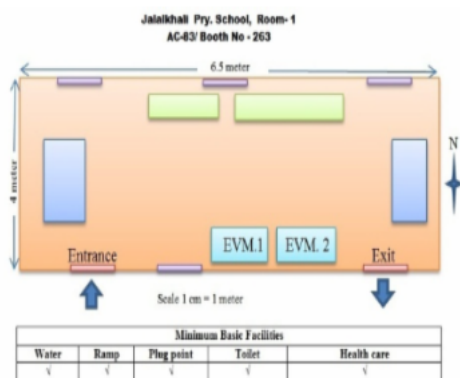 Jalalkhali Pry. School, Room- 1
AC-63/ Booth No - 263
6.5 meter
4 meter
N
EVM.1 EVM. 2
Entrance Exit
Scale 1 cm = 1 meter
Minimum Basic Facilities
Water Ramp Plug point Toilet Health care
√ √ √ √ √